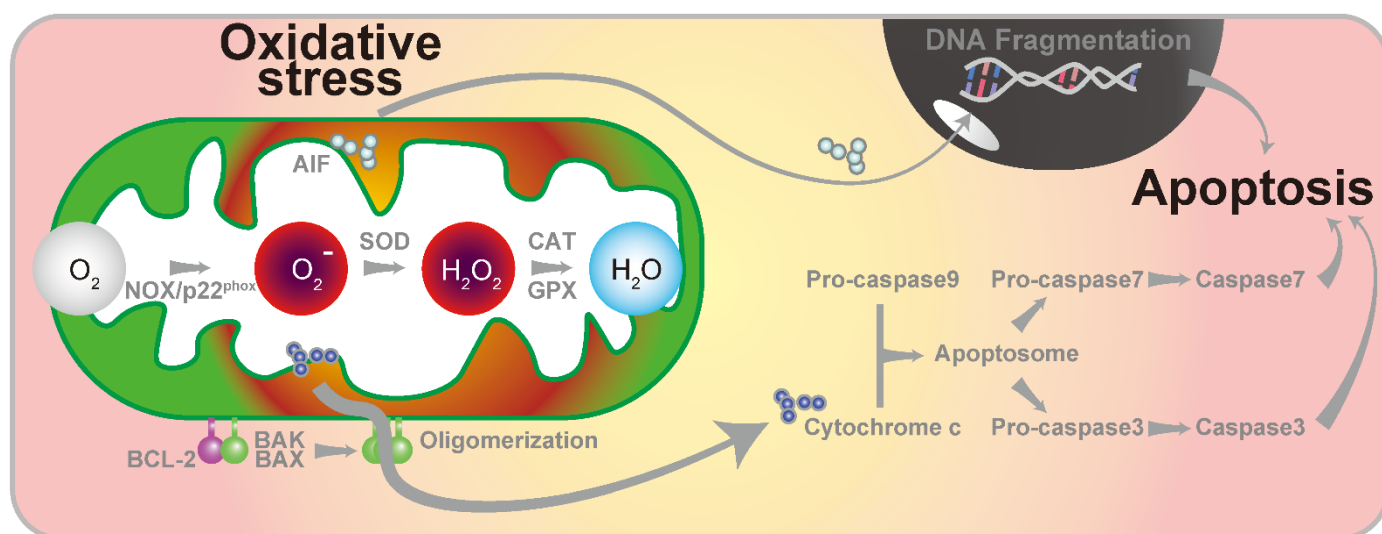 Oxidative
stress
DNA Fragmentation
AIF
Apoptosis
O₂
NOX/p22ᵖʰᵒˣ
O₂⁻
SOD
H₂O₂
CAT
GPX
H₂O
Pro-caspase9
Pro-caspase7
Caspase7
Apoptosome
Cytochrome c
Pro-caspase3
Caspase3
BCL-2
BAK
BAX
Oligomerization